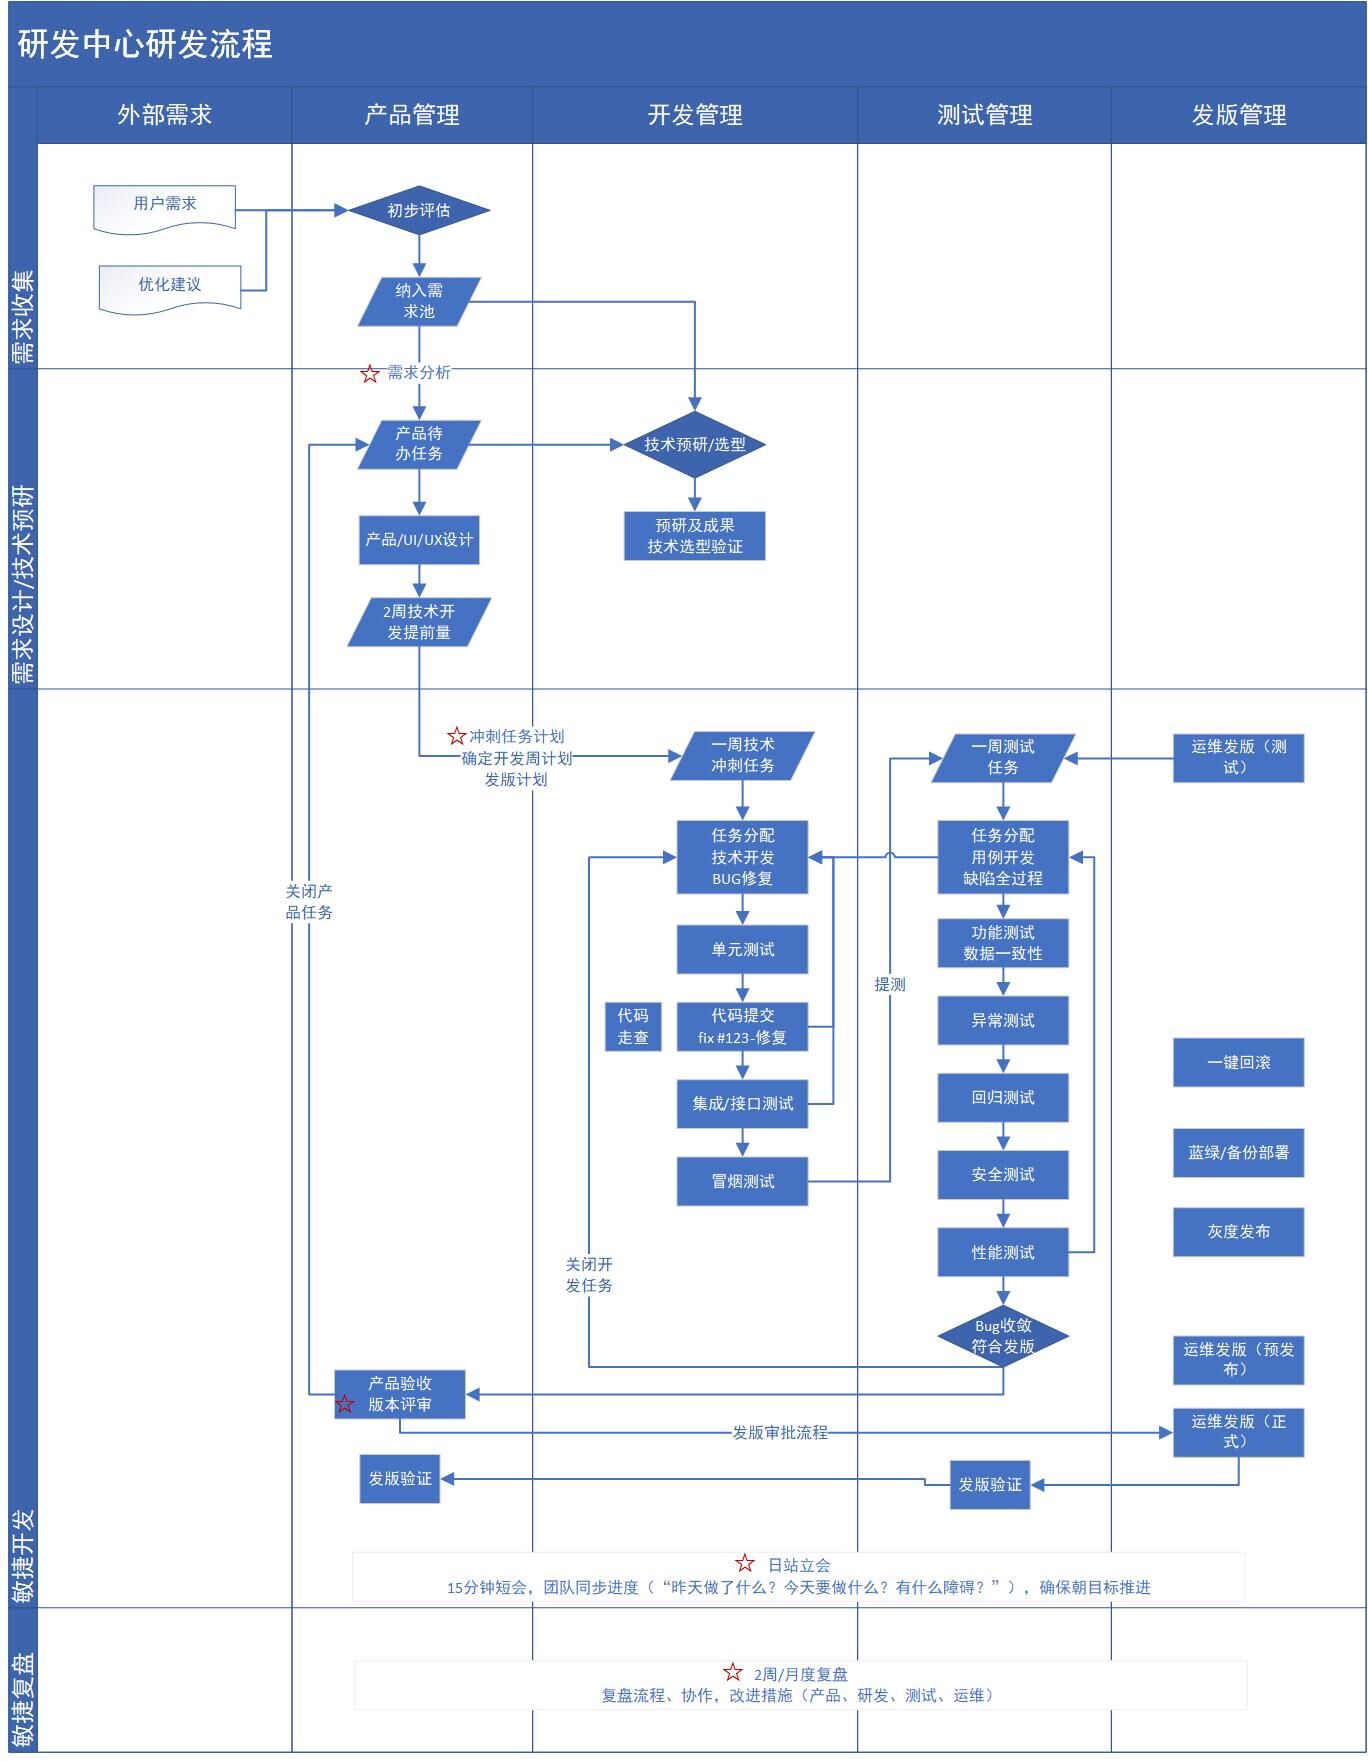 研发中心研发流程
外部需求
产品管理
开发管理
测试管理
发版管理
需求收集
用户需求
优化建议
初步评估
纳入需
求池
需求分析
需求设计/技术预研
产品待
办任务
技术预研/选型
产品/UI/UX设计
预研及成果
技术选型验证
2周技术开
发提前量
敏捷开发
冲刺任务计划
确定开发周计划
发版计划
一周技术
冲刺任务
一周测试
任务
运维发版（测
试）
任务分配
技术开发
BUG修复
任务分配
用例开发
缺陷全过程
关闭产
品任务
单元测试
功能测试
数据一致性
提测
代码
走查
代码提交
fix #123-修复
异常测试
一键回滚
集成/接口测试
回归测试
蓝绿/备份部署
冒烟测试
安全测试
灰度发布
关闭开
发任务
性能测试
Bug收敛
符合发版
运维发版（预发
布）
产品验收
版本评审
发版审批流程
运维发版（正
式）
发版验证
发版验证
日站立会
15分钟短会，团队同步进度（“昨天做了什么？今天要做什么？有什么障碍？”），确保朝目标推进
敏捷复盘
2周/月度复盘
复盘流程、协作，改进措施（产品、研发、测试、运维）